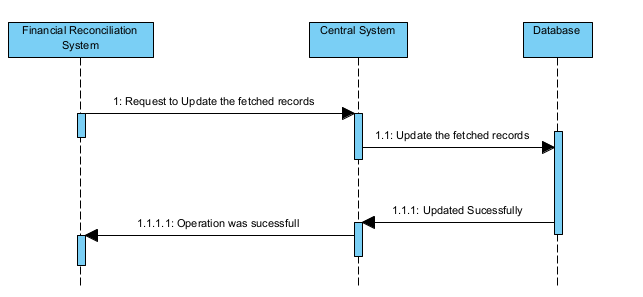 Financial Reconciliation
System
Central System
Database
1: Request to Update the fetched records
1.1: Update the fetched records
1.1.1: Updated Sucessfully
1.1.1.1: Operation was sucessfull